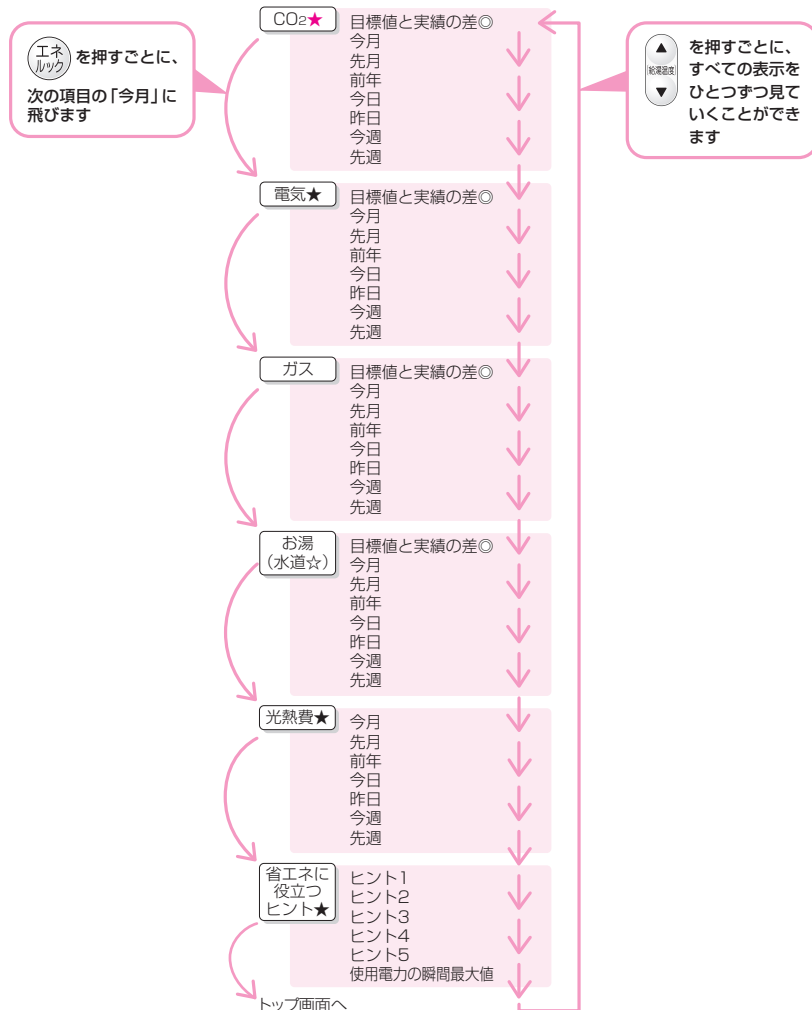 エネ
ルック
を押すごとに、
次の項目の「今月」に
飛びます
▲
給湯温度
▼
を押すごとに、
すべての表示を
ひとつずつ見て
いくことができ
ます
CO₂★
目標値と実績の差◎
今月
先月
前年
今日
昨日
今週
先週
電気★
目標値と実績の差◎
今月
先月
前年
今日
昨日
今週
先週
ガス
目標値と実績の差◎
今月
先月
前年
今日
昨日
今週
先週
お湯
(水道☆)
目標値と実績の差◎
今月
先月
前年
今日
昨日
今週
先週
光熱費★
今月
先月
前年
今日
昨日
今週
先週
省エネに
役立つ
ヒント★
ヒント1
ヒント2
ヒント3
ヒント4
ヒント5
使用電力の瞬間最大値
トップ画面へ